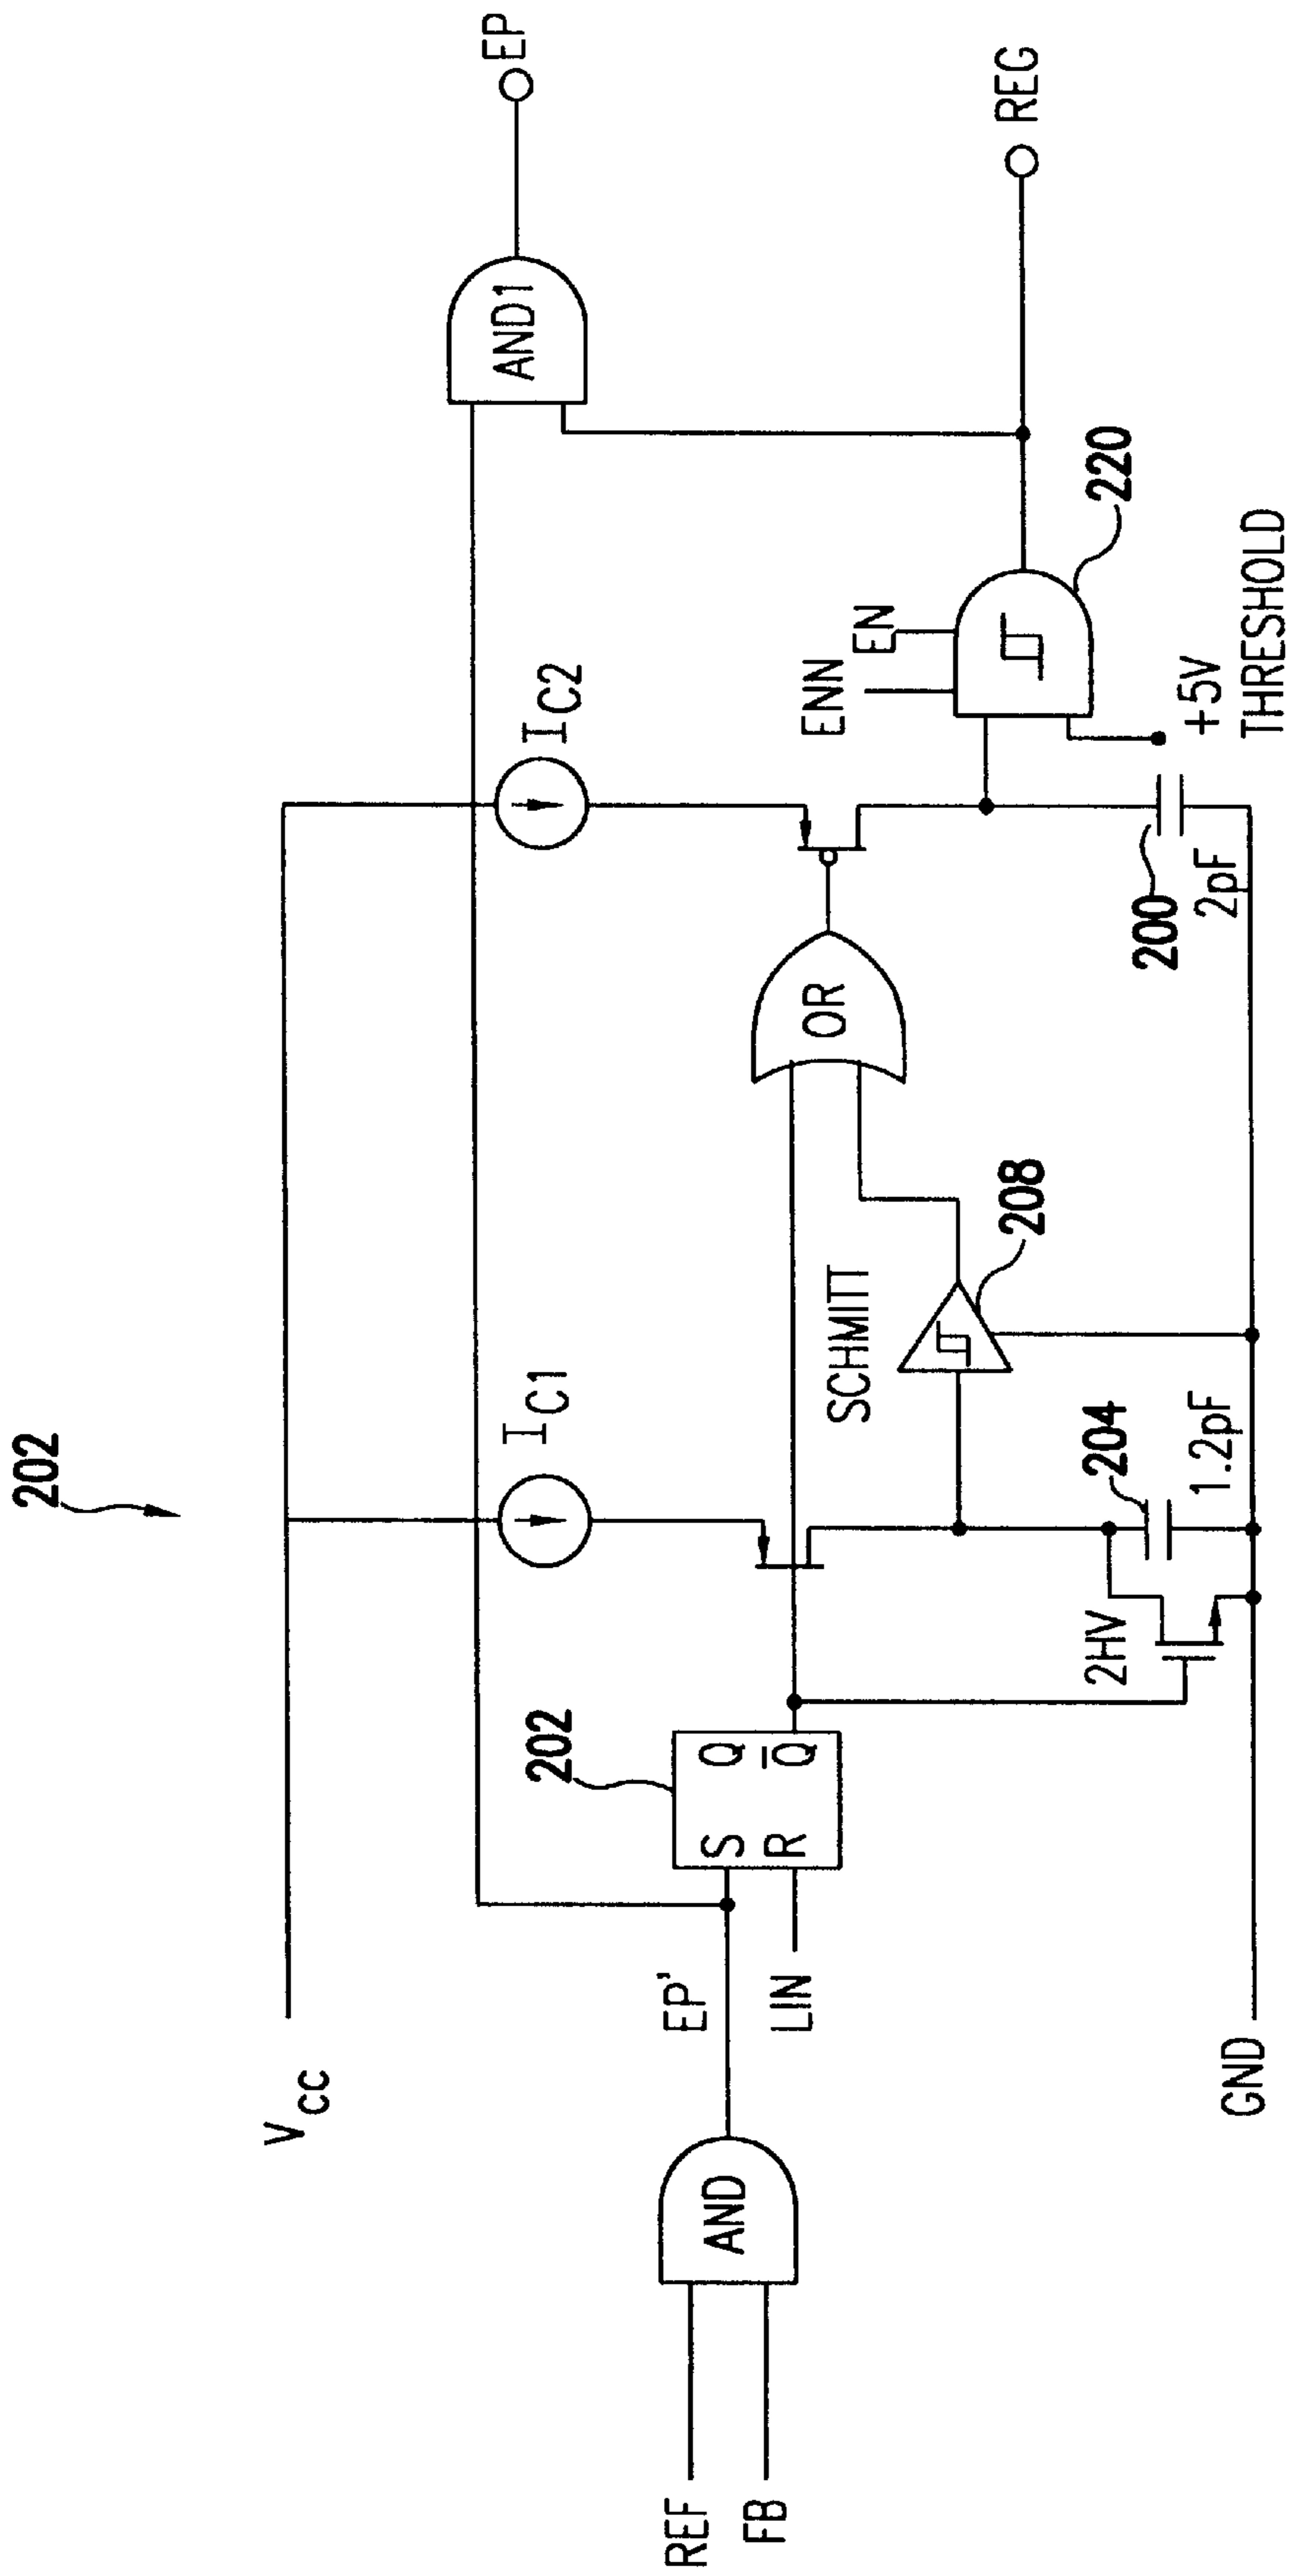 202
V CC
I C1
I C2
EP
AND1
REF
FB
AND
EP'
LIN
202
S Q
R Q̅
SCHMITT
208
OR
ENN
EN
220
REG
2HV
204
1.2pF
200
2pF
+5V
THRESHOLD
GND